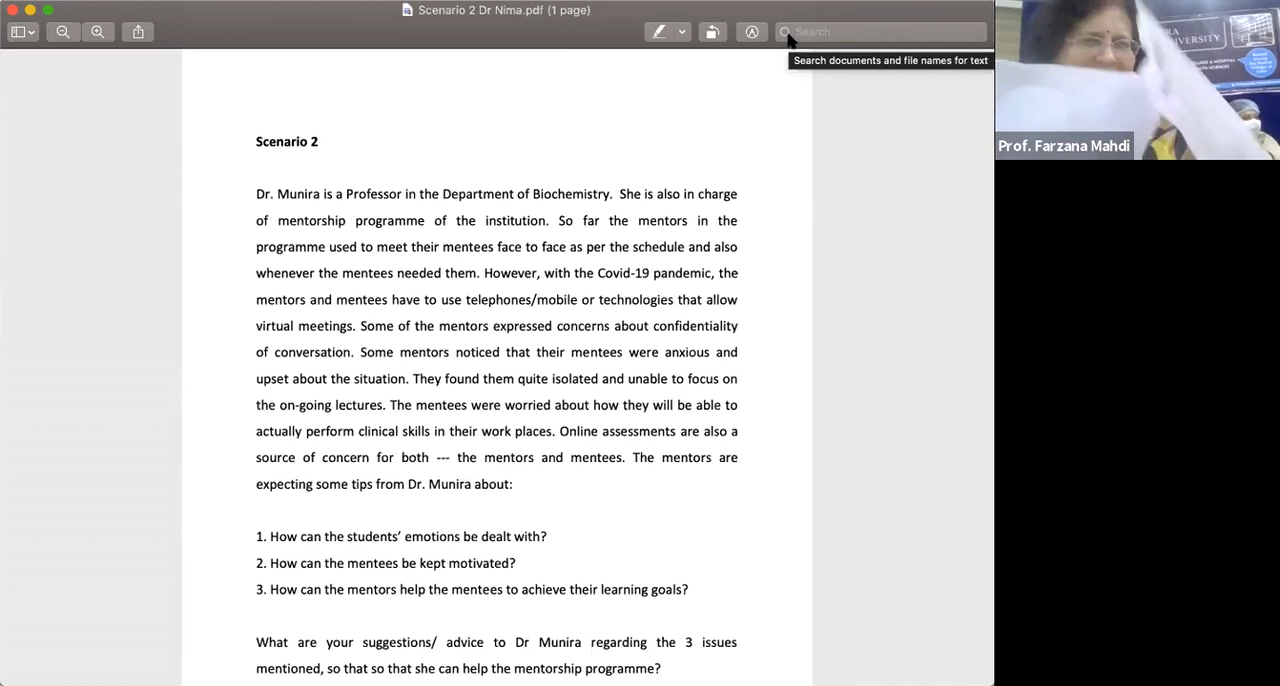 Scenario 2 Dr Nima.pdf (1 page)
Search
Search documents and file names for text
Scenario 2
Dr. Munira is a Professor in the Department of Biochemistry. She is also in charge
of mentorship programme of the institution. So far the mentors in the
programme used to meet their mentees face to face as per the schedule and also
whenever the mentees needed them. However, with the Covid-19 pandemic, the
mentors and mentees have to use telephones/mobile or technologies that allow
virtual meetings. Some of the mentors expressed concerns about confidentiality
of conversation. Some mentors noticed that their mentees were anxious and
upset about the situation. They found them quite isolated and unable to focus on
the on-going lectures. The mentees were worried about how they will be able to
actually perform clinical skills in their work places. Online assessments are also a
source of concern for both --- the mentors and mentees. The mentors are
expecting some tips from Dr. Munira about:
1. How can the students’ emotions be dealt with?
2. How can the mentees be kept motivated?
3. How can the mentors help the mentees to achieve their learning goals?
What are your suggestions/ advice to Dr Munira regarding the 3 issues
mentioned, so that so that she can help the mentorship programme?
Prof. Farzana Mahdi